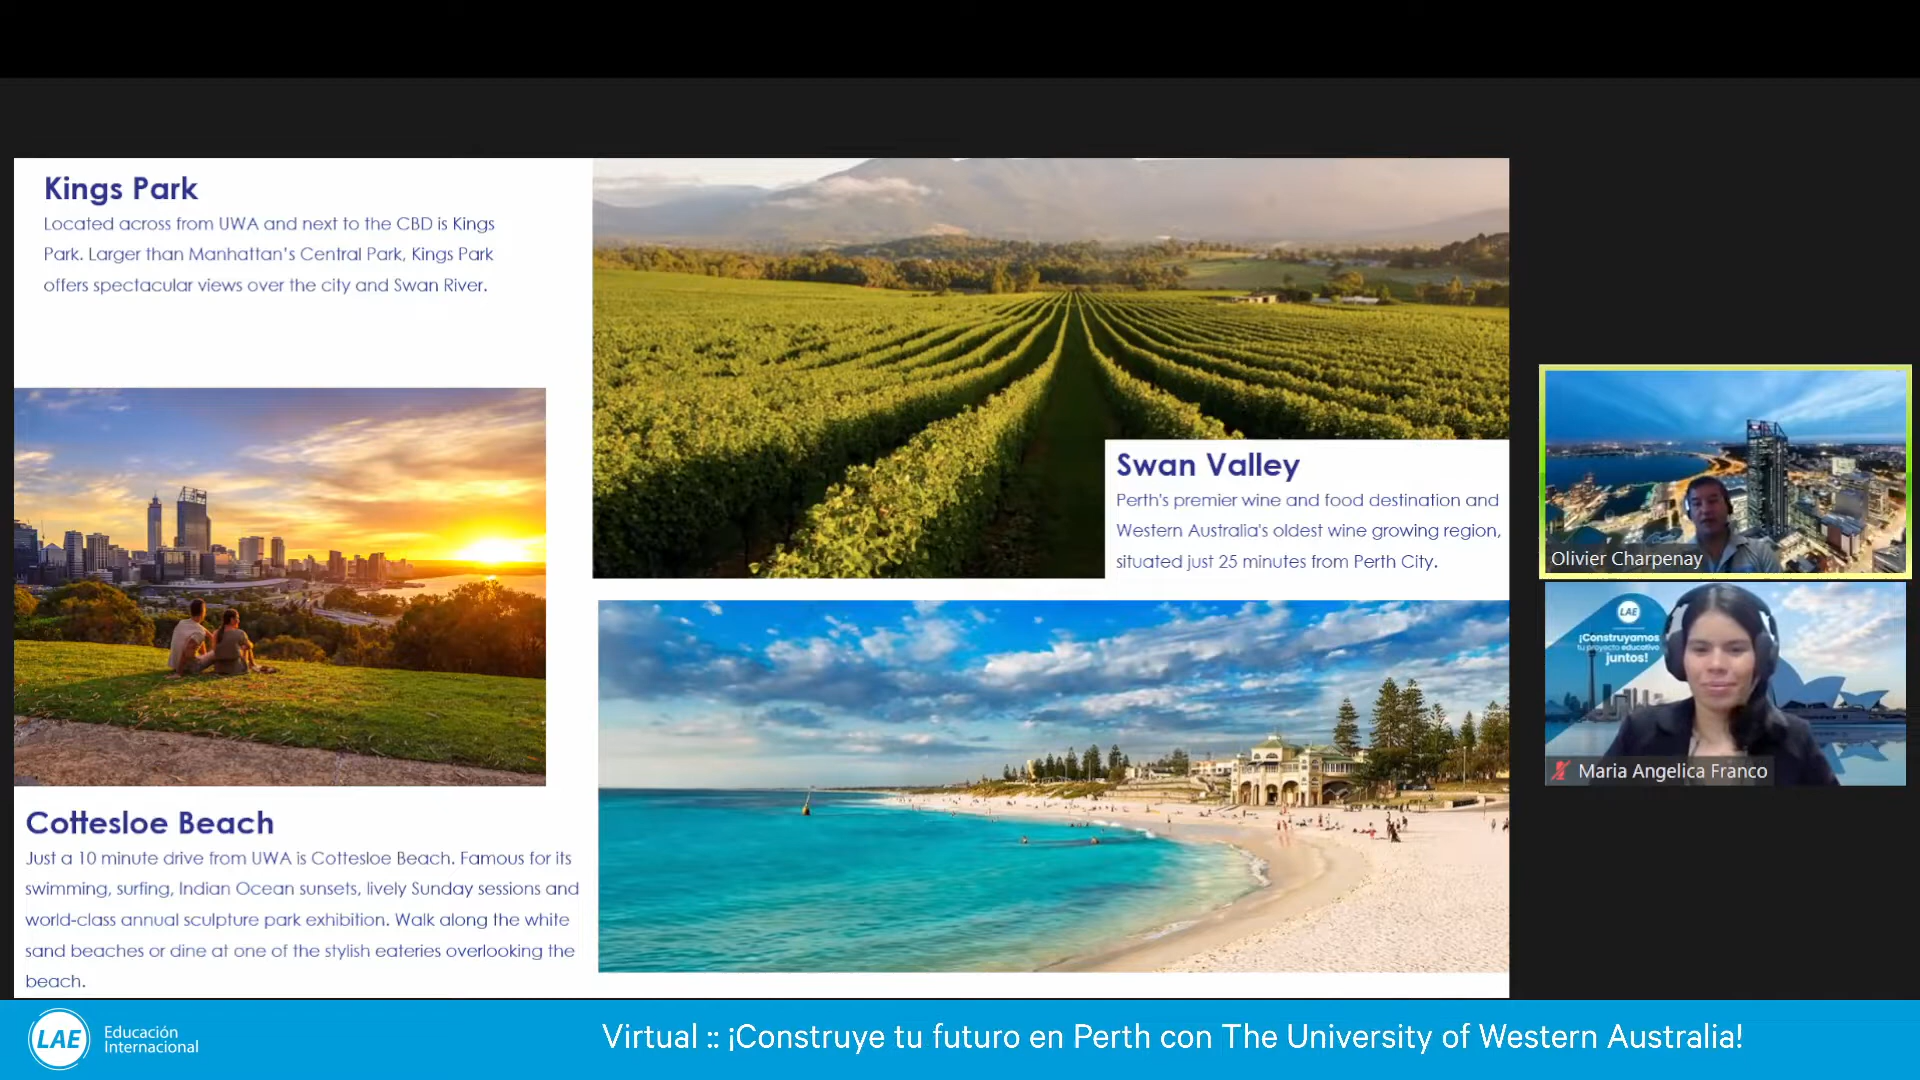 Kings Park
Located across from UWA and next to the CBD is Kings
Park. Larger than Manhattan's Central Park, Kings Park
offers spectacular views over the city and Swan River.
Swan Valley
Perth's premier wine and food destination and
Western Australia's oldest wine growing region,
situated just 25 minutes from Perth City.
Cottesloe Beach
Just a 10 minute drive from UWA is Cottesloe Beach. Famous for its
swimming, surfing, Indian Ocean sunsets, lively Sunday sessions and
world-class annual sculpture park exhibition. Walk along the white
sand beaches or dine at one of the stylish eateries overlooking the
beach.
Olivier Charpenay
LAE
¡Construyamos
tu proyecto educativo
juntos!
Maria Angelica Franco
LAE
Educación
Internacional
Virtual :: ¡Construye tu futuro en Perth con The University of Western Australia!